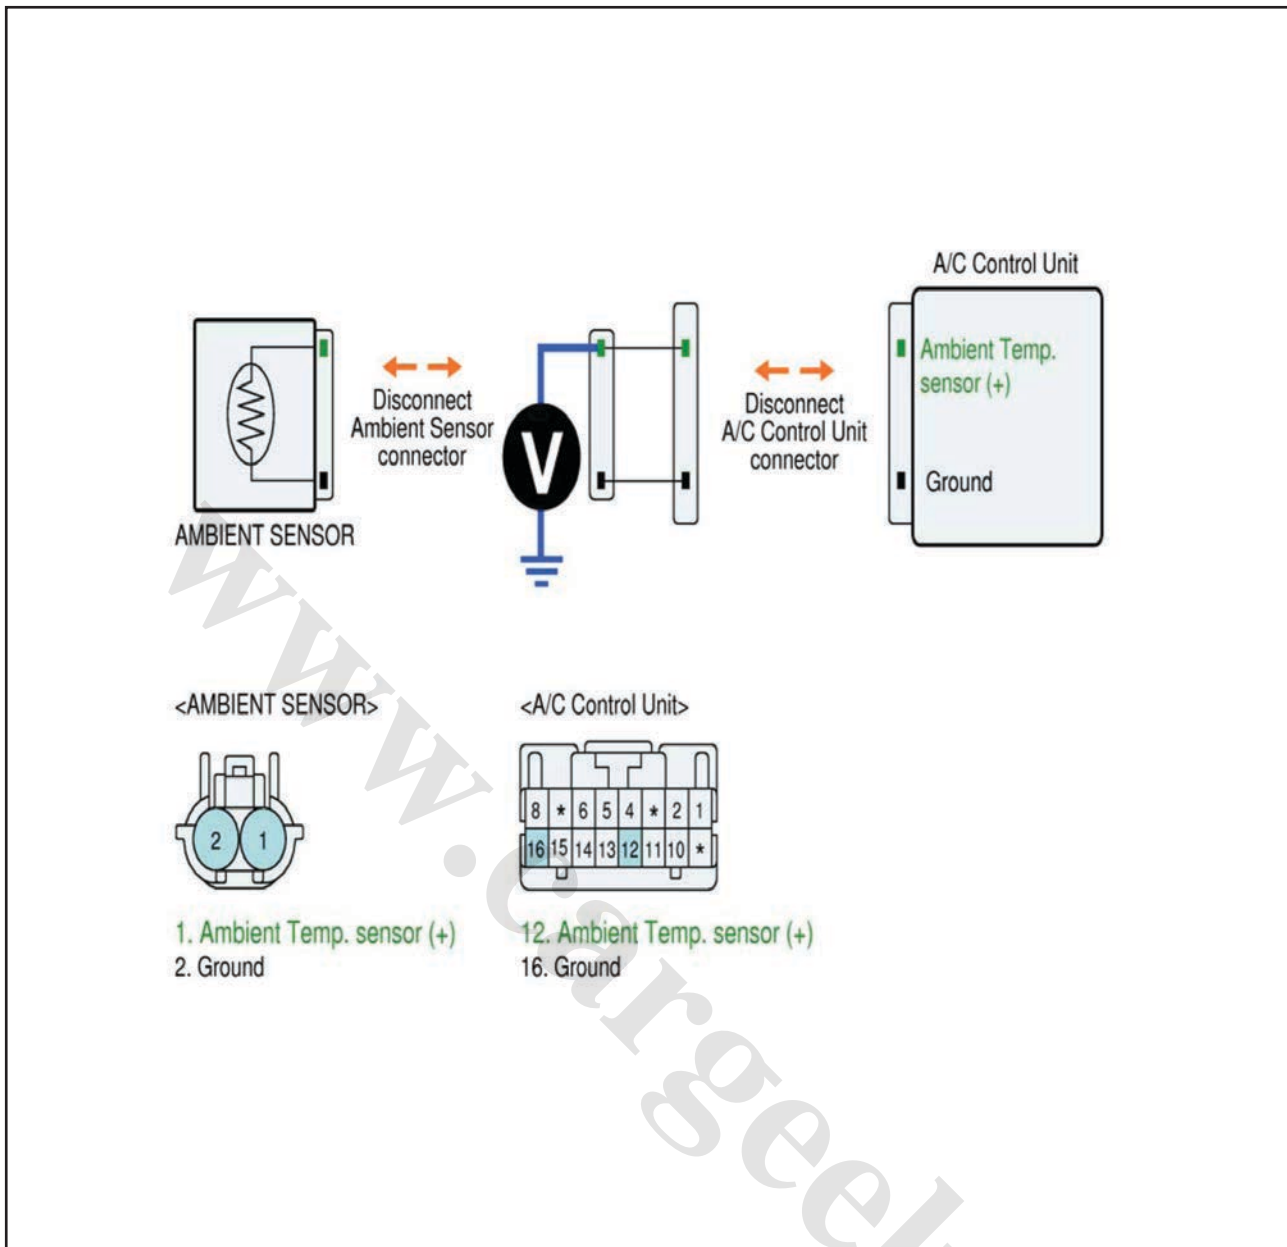 A/C Control Unit
Ambient Temp.
sensor (+)
Disconnect
Ambient Sensor
connector
V
Disconnect
A/C Control Unit
connector
Ground
AMBIENT SENSOR
<AMBIENT SENSOR>
<A/C Control Unit>
8 * 6 5 4 * 2 1
16 15 14 13 12 11 10 *
2 1
1. Ambient Temp. sensor (+)
2. Ground
12. Ambient Temp. sensor (+)
16. Ground
www.cargeek